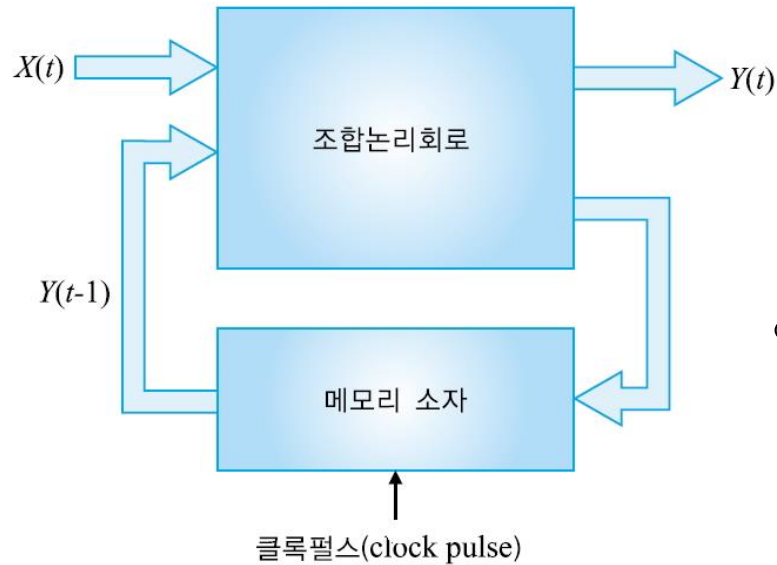 X(t)
Y(t)
조합논리회로
Y(t-1)
메모리 소자
클록펄스(clock pulse)